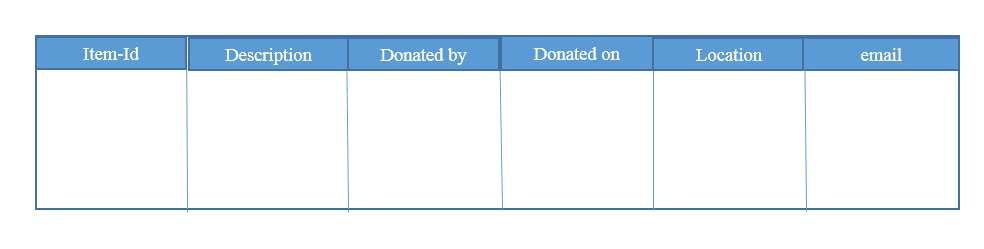 Item-Id Description Donated by Donated on Location email